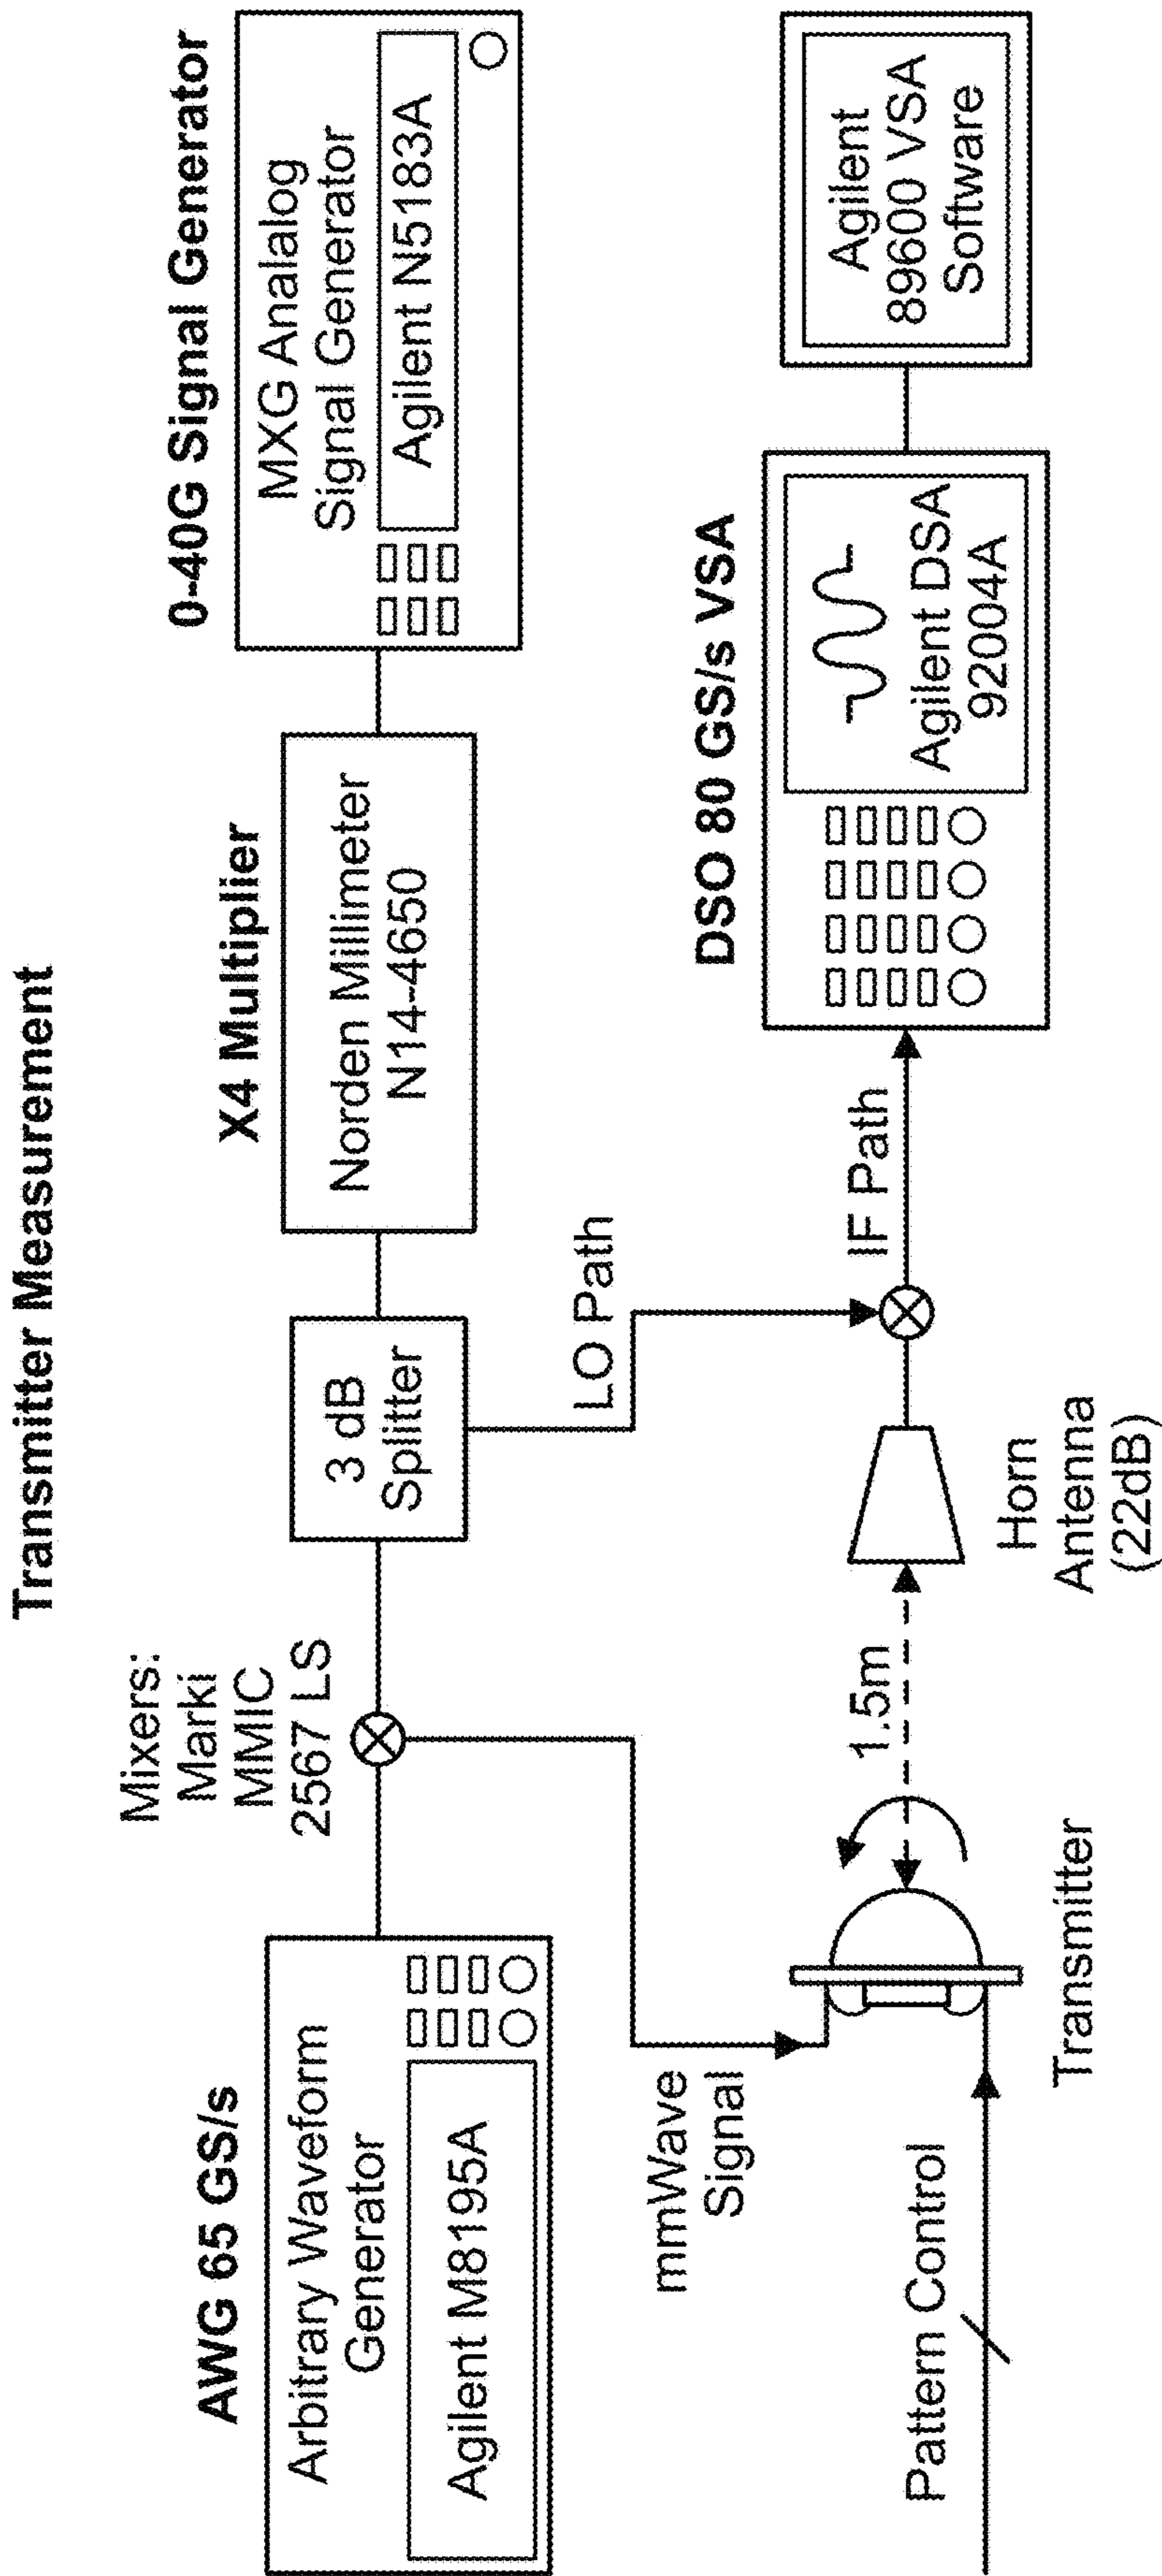 Transmitter Measurement
AWG 65 GS/s
Arbitrary Waveform
Generator
Agilent M8195A
Mixers:
Marki
MMIC
2567 LS
3 dB
Splitter
X4 Multiplier
Norden Millimeter
N14-4650
0-40G Signal Generator
MXG Analalog
Signal Generator
Agilent N5183A
mmWave
Signal
LO Path
Pattern Control
Transmitter
1.5m
Horn
Antenna
(22dB)
IF Path
DSO 80 GS/s VSA
Agilent DSA
92004A
Agilent
89600 VSA
Software